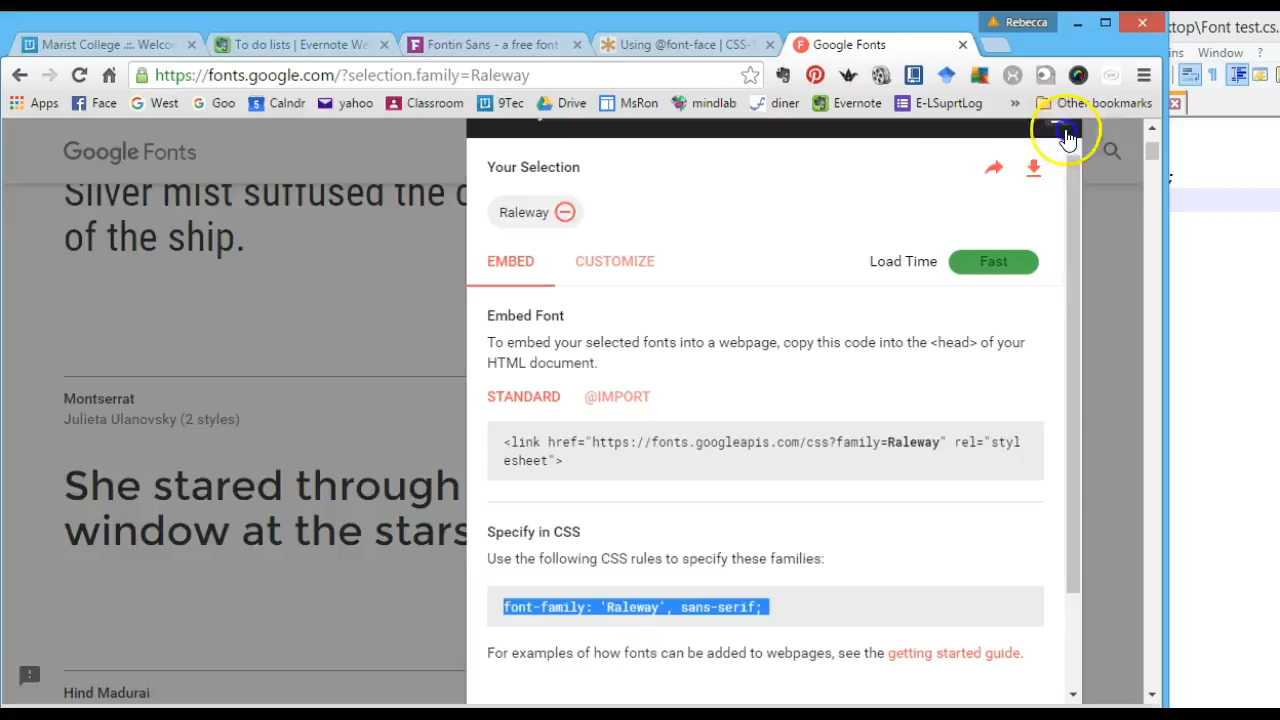 Rebecca
ktop\Font test.cs
Marist College .::. Welco
To do lists | Evernote We
Fontin Sans - a free font
Using @font-face | CSS-T
Google Fonts
ins Window ?
https://fonts.google.com/?selection.family=Raleway
Apps Face West Goo Calndr yahoo Classroom 9Tec Drive MsRon mindlab diner Evernote E-LSuprtLog » Other bookmarks
Google Fonts
Silver mist suffused the d
of the ship.
Montserrat
Julieta Ulanovsky (2 styles)
She stared through
window at the stars
Hind Madurai
Your Selection
Raleway
EMBED CUSTOMIZE Load Time Fast
Embed Font
To embed your selected fonts into a webpage, copy this code into the <head> of your
HTML document.
STANDARD @IMPORT
<link href="https://fonts.googleapis.com/css?family=Raleway" rel="styl
esheet">
Specify in CSS
Use the following CSS rules to specify these families:
font-family: 'Raleway', sans-serif;
For examples of how fonts can be added to webpages, see the getting started guide.
;